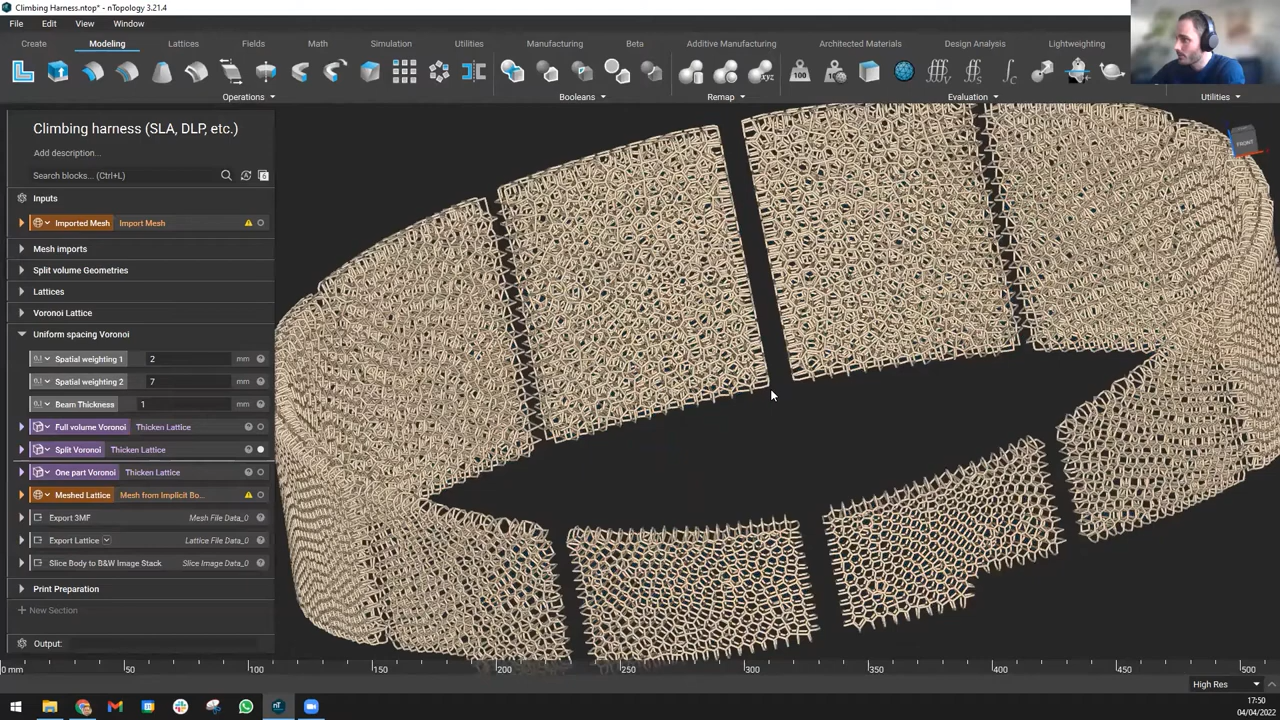 Climbing Harness.ntop* - nTopology 3.21.4
File Edit View Window
Create Modeling Lattices Fields Math Simulation Utilities Manufacturing Beta Additive Manufacturing Architected Materials Design Analysis Lightweighting
Operations Booleans Remap Evaluation Utilities
Climbing harness (SLA, DLP, etc.)
Add description...
Search blocks... (Ctrl+L)
Inputs
Imported Mesh Import Mesh
Mesh imports
Split volume Geometries
Lattices
Voronoi Lattice
Uniform spacing Voronoi
Spatial weighting 1 2 mm
Spatial weighting 2 7 mm
Beam Thickness 1 mm
Full volume Voronoi Thicken Lattice
Split Voronoi Thicken Lattice
One part Voronoi Thicken Lattice
Meshed Lattice Mesh from Implicit Bo...
Export 3MF Mesh File Data_0
Export Lattice Lattice File Data_0
Slice Body to B&W Image Stack Slice Image Data_0
Print Preparation
+ New Section
Output:
FRONT
0 mm 50 100 150 200 250 300 350 400 450 500
High Res
17:50
04/04/2022